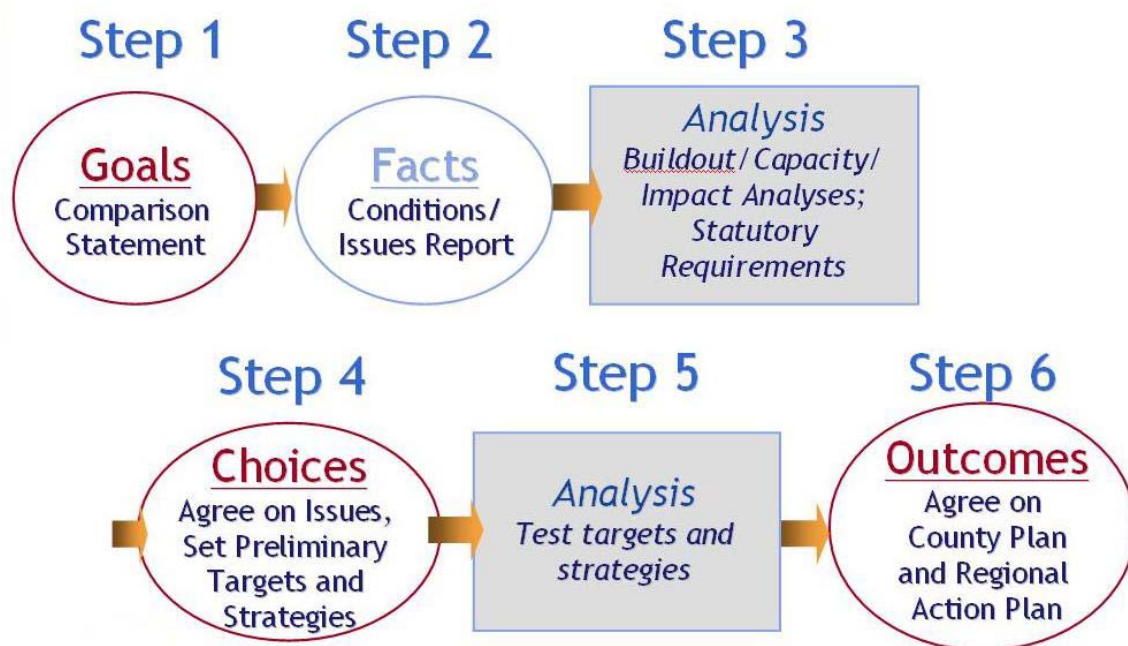 Step 1
Step 2
Step 3
Goals
Comparison
Statement
Facts
Conditions/
Issues Report
Analysis
Buildout/Capacity/
Impact Analyses;
Statutory
Requirements
Step 4
Step 5
Step 6
Choices
Agree on Issues,
Set Preliminary
Targets and
Strategies
Analysis
Test targets and
strategies
Outcomes
Agree on
County Plan
and Regional
Action Plan